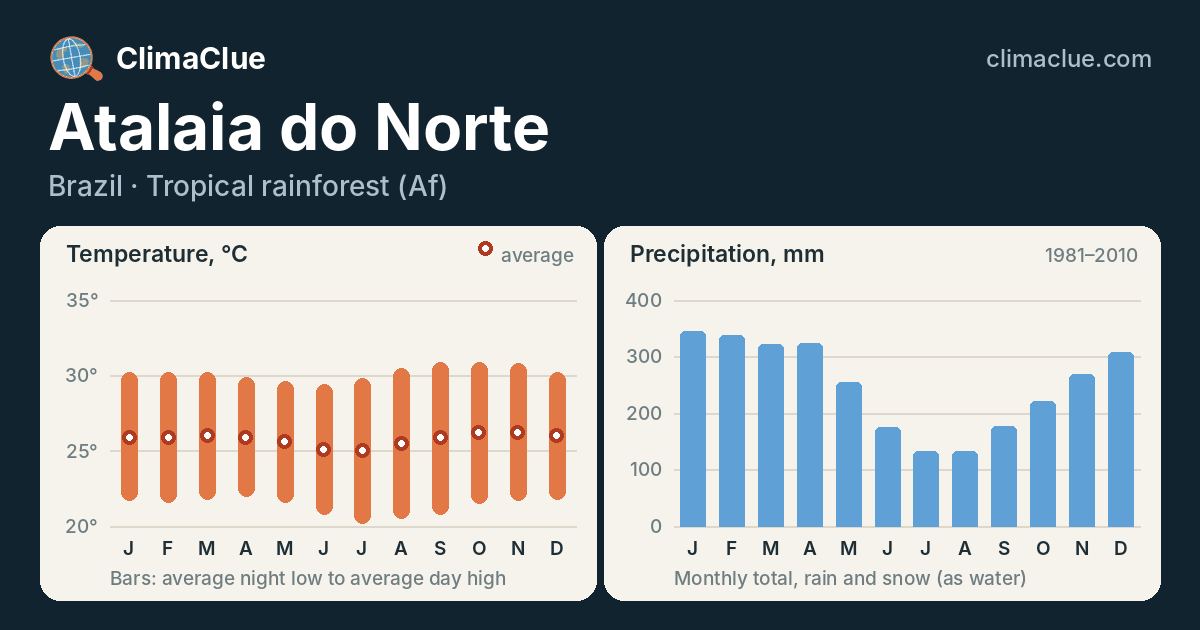 ClimaClue
climaclue.com
Atalaia do Norte
Brazil · Tropical rainforest (Af)
Temperature, °C
average
35°
30°
25°
20°
J F M A M J J A S O N D
Bars: average night low to average day high
Precipitation, mm
1981–2010
400
300
200
100
0
J F M A M J J A S O N D
Monthly total, rain and snow (as water)